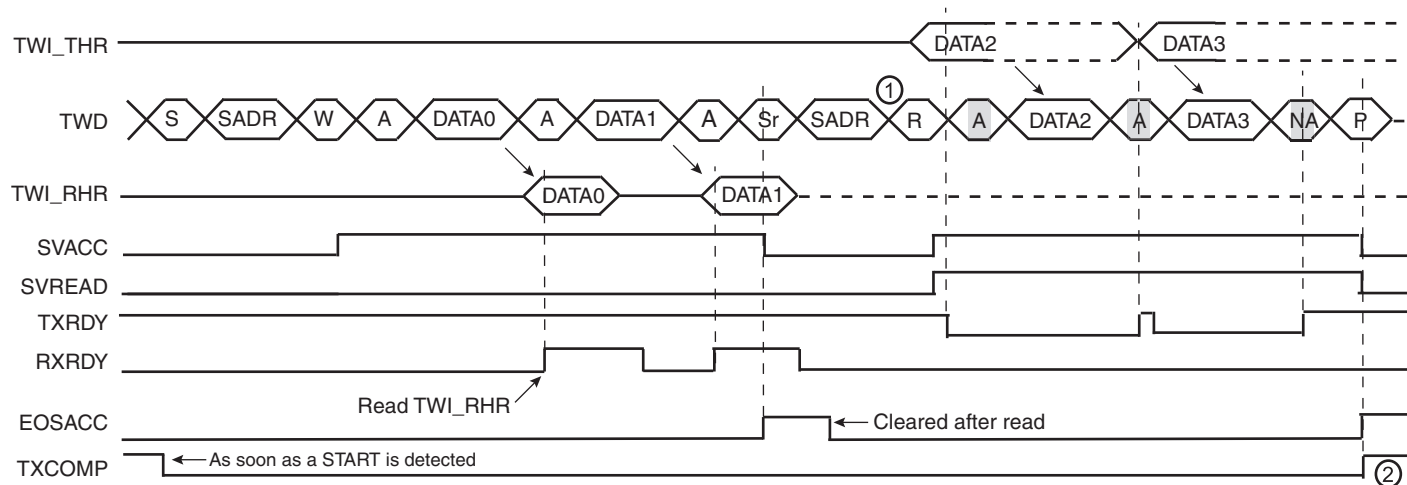 TWI_THR DATA2 DATA3
①
TWD S SADR W A DATA0 A DATA1 A Sr SADR R A DATA2 A DATA3 NA P
TWI_RHR DATA0 DATA1
SVACC
SVREAD
TXRDY
RXRDY
Read TWI_RHR
EOSACC Cleared after read
As soon as a START is detected
TXCOMP ②